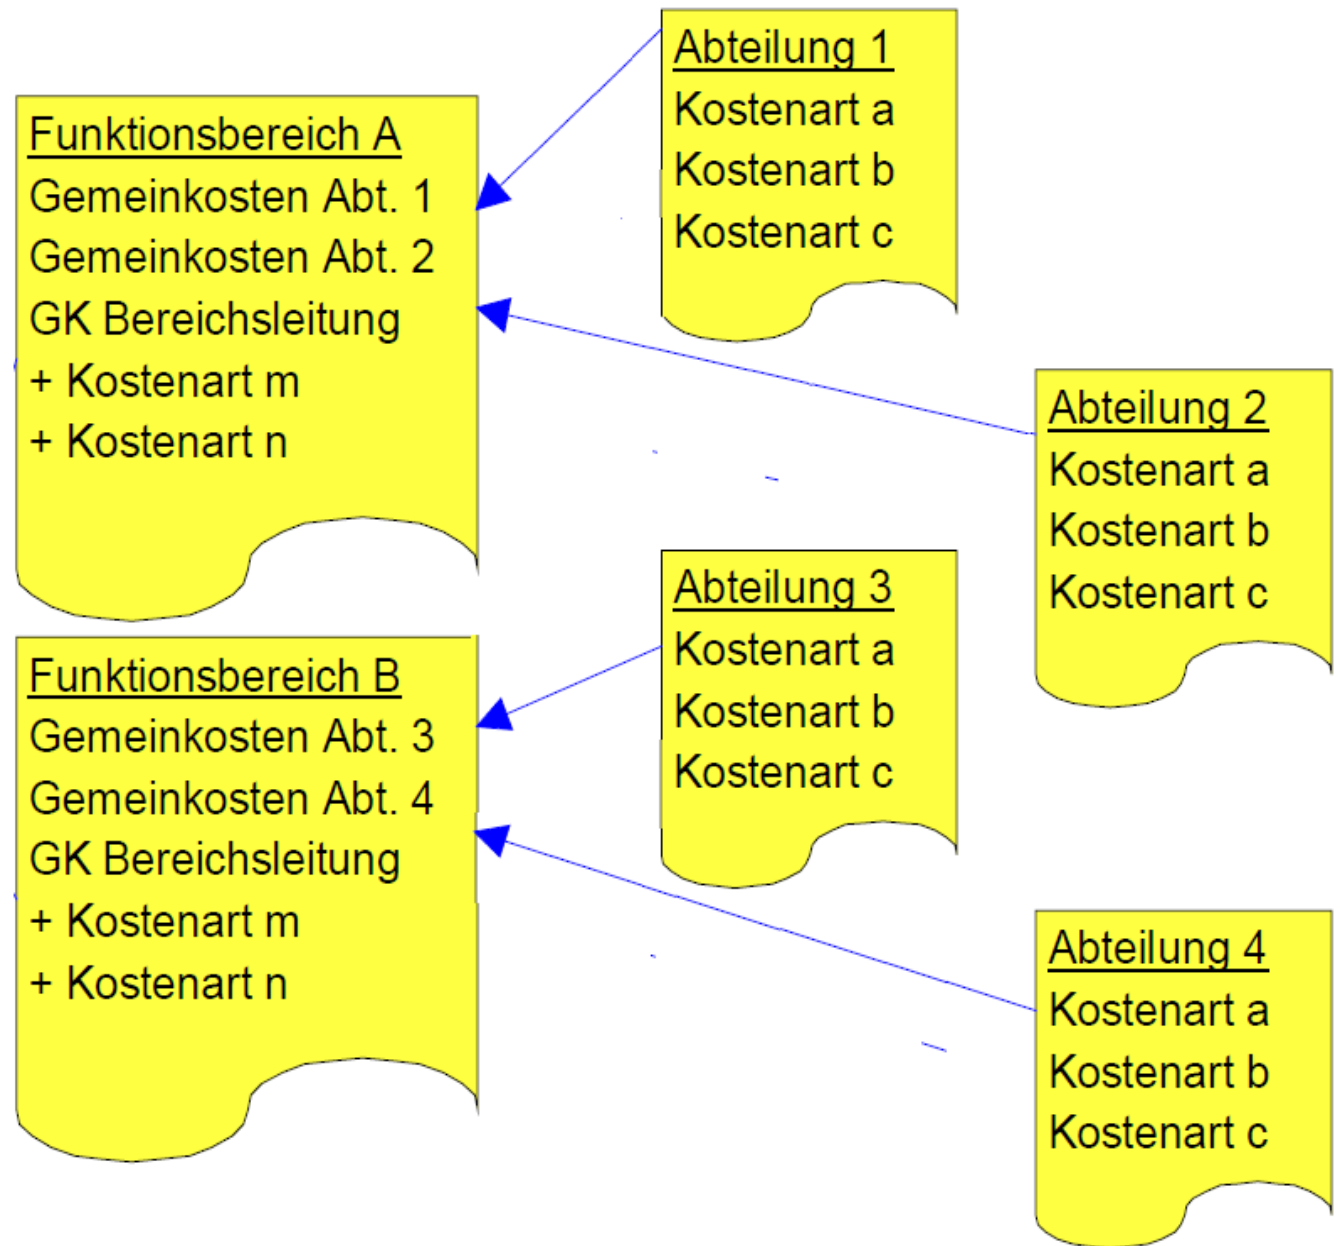 Funktionsbereich A
Gemeinkosten Abt. 1
Gemeinkosten Abt. 2
GK Bereichsleitung
+ Kostenart m
+ Kostenart n
Abteilung 1
Kostenart a
Kostenart b
Kostenart c
Abteilung 2
Kostenart a
Kostenart b
Kostenart c
Funktionsbereich B
Gemeinkosten Abt. 3
Gemeinkosten Abt. 4
GK Bereichsleitung
+ Kostenart m
+ Kostenart n
Abteilung 3
Kostenart a
Kostenart b
Kostenart c
Abteilung 4
Kostenart a
Kostenart b
Kostenart c